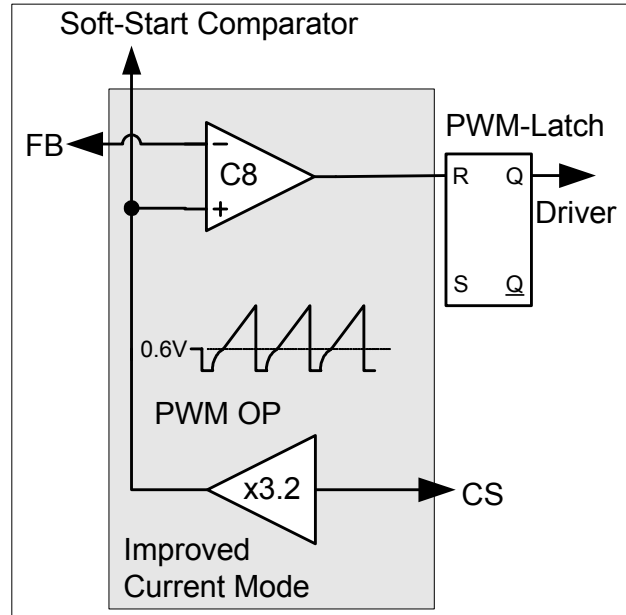 Soft-Start Comparator
FB
PWM-Latch
−
C8
+
R Q
Driver
S Q
0.6V
PWM OP
x3.2
CS
Improved
Current Mode